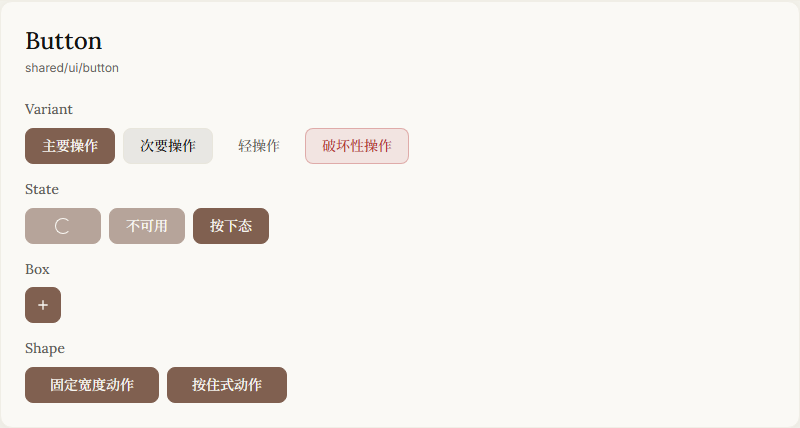 Button
shared/ui/button
Variant
主要操作 次要操作 轻操作 破坏性操作
State
不可用 按下态
Box
+
Shape
固定宽度动作 按住式动作